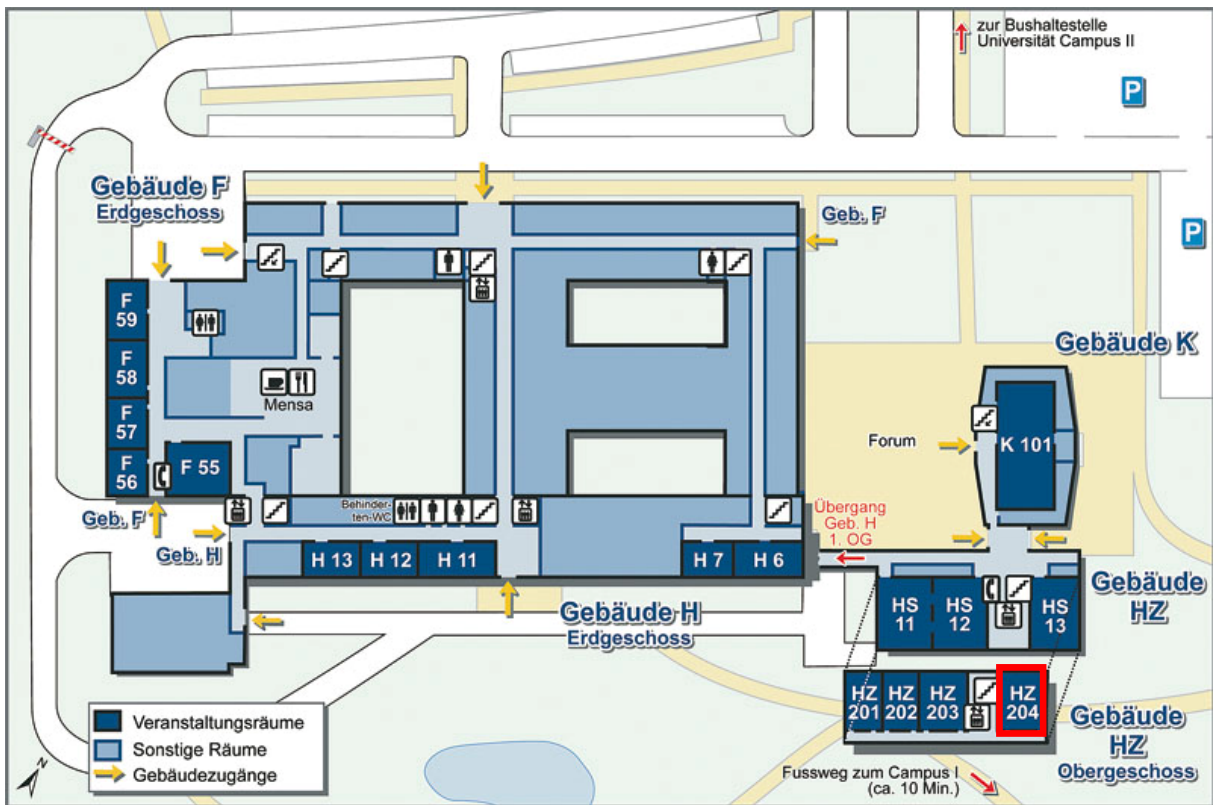 zur Bushaltestelle
Universität Campus II
P
Gebäude F
Erdgeschoss
Geb. F
P
F
59
F
58
F
57
F
56
F 55
Mensa
Gebäude K
Forum
K 101
Geb. F
Geb. H
Behinder-
ten-WC
Übergang
Geb. H
1. OG
H 13
H 12
H 11
H 7
H 6
Gebäude H
Erdgeschoss
HS
11
HS
12
HS
13
Gebäude
HZ
HZ
201
HZ
202
HZ
203
HZ
204
Gebäude
HZ
Obergeschoss
Veranstaltungsräume
Sonstige Räume
Gebäudezugänge
N
Fussweg zum Campus I
(ca. 10 Min.)